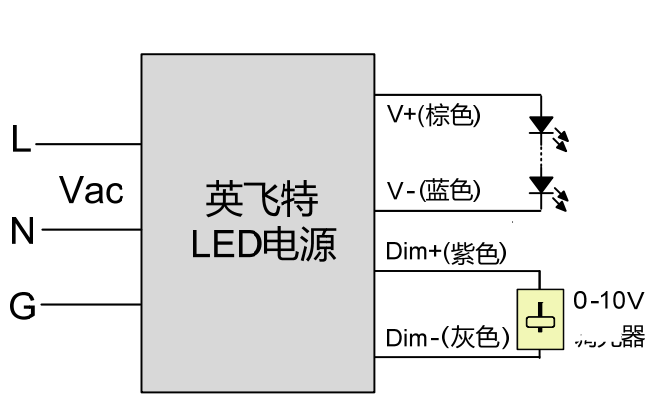 L
Vac
N
G
英飞特
LED电源
V+(棕色)
V-(蓝色)
Dim+(紫色)
Dim-(灰色)
0-10V
器